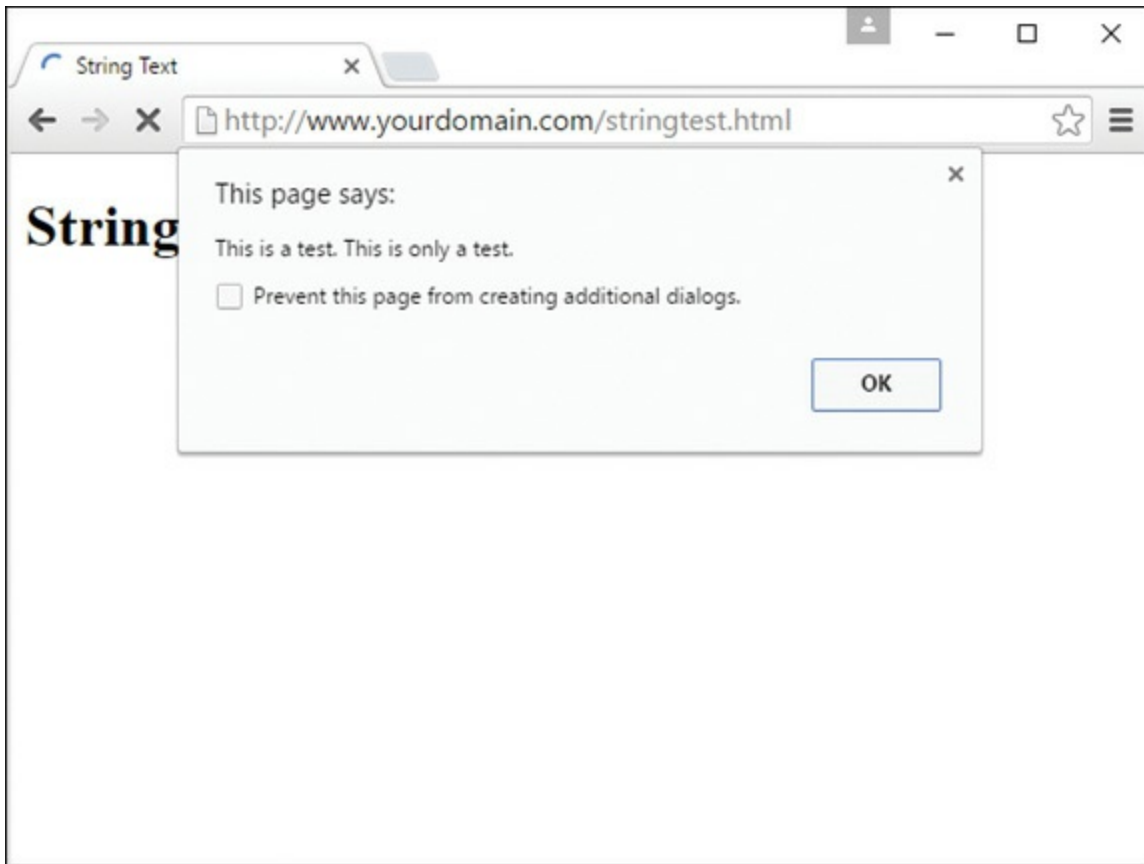 String Text
http://www.yourdomain.com/stringtest.html
This page says:
String
This is a test. This is only a test.
Prevent this page from creating additional dialogs.
OK